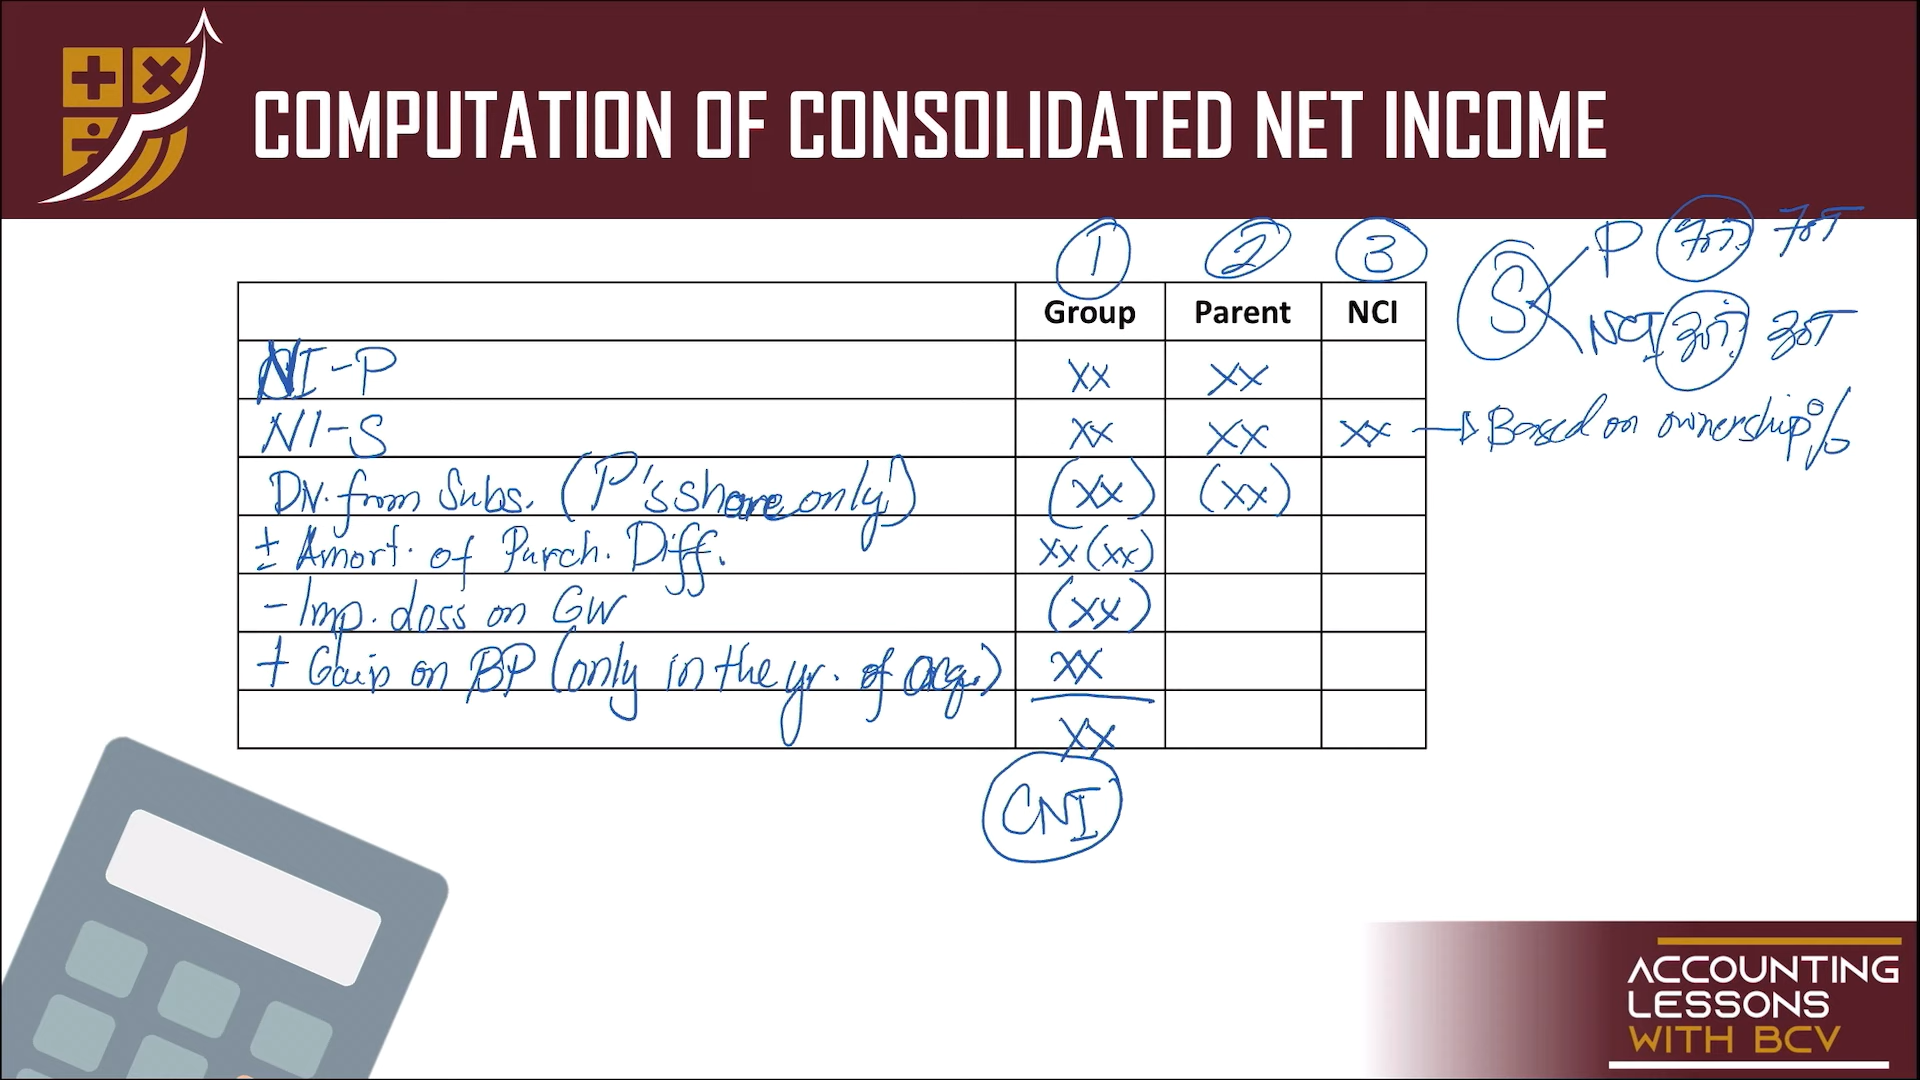 COMPUTATION OF CONSOLIDATED NET INCOME
1 2 3
Group Parent NCI
NI-P xx xx
NI-S xx xx xx → Based on ownership %
Div. from Subs. (P's share only) (xx) (xx)
± Amort. of Purch. Diff. xx (xx)
- Imp. Loss on GW (xx)
+ Gain on BP (only in the yr. of acq.) xx
xx
CNI
S
P 70% 70T
NCI 30% 30T
ACCOUNTING
LESSONS
WITH BCV